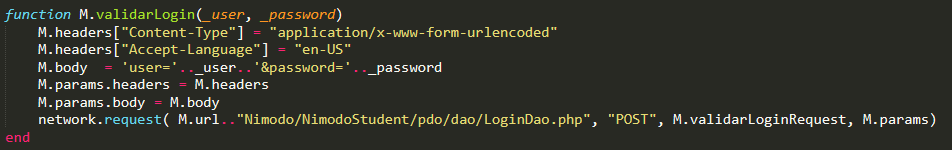 function M.validarLogin(_user, _password)
M.headers["Content-Type"] = "application/x-www-form-urlencoded"
M.headers["Accept-Language"] = "en-US"
M.body  = 'user='.._user..'&password='.._password
M.params.headers = M.headers
M.params.body = M.body
network.request( M.url.."Nimodo/NimodoStudent/pdo/dao/LoginDao.php", "POST", M.validarLoginRequest, M.params)
end